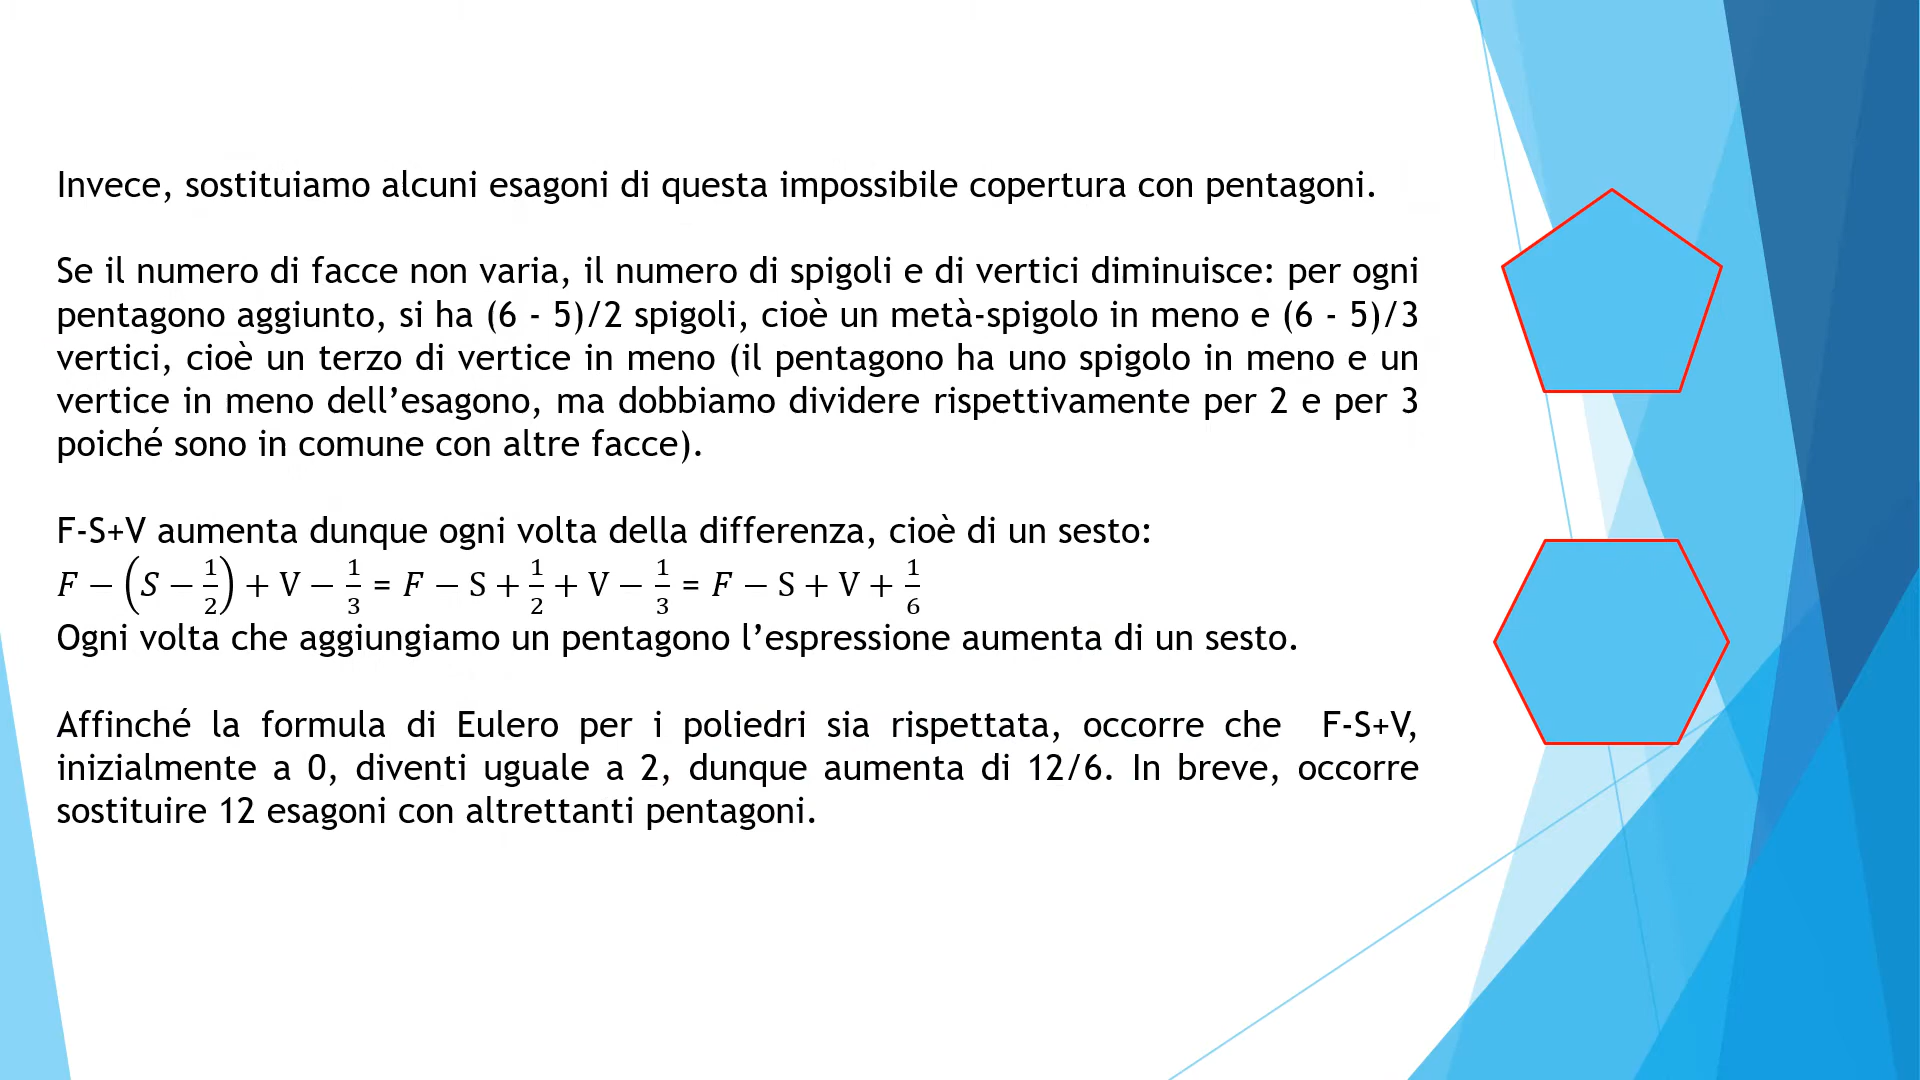 Invece, sostituiamo alcuni esagoni di questa impossibile copertura con pentagoni.
Se il numero di facce non varia, il numero di spigoli e di vertici diminuisce: per ogni
pentagono aggiunto, si ha (6 - 5)/2 spigoli, cioè un metà-spigolo in meno e (6 - 5)/3
vertici, cioè un terzo di vertice in meno (il pentagono ha uno spigolo in meno e un
vertice in meno dell’esagono, ma dobbiamo dividere rispettivamente per 2 e per 3
poiché sono in comune con altre facce).
F-S+V aumenta dunque ogni volta della differenza, cioè di un sesto:
F − (S − 1/2) + V − 1/3 = F − S + 1/2 + V − 1/3 = F − S + V + 1/6
Ogni volta che aggiungiamo un pentagono l’espressione aumenta di un sesto.
Affinché la formula di Eulero per i poliedri sia rispettata, occorre che F-S+V,
inizialmente a 0, diventi uguale a 2, dunque aumenta di 12/6. In breve, occorre
sostituire 12 esagoni con altrettanti pentagoni.